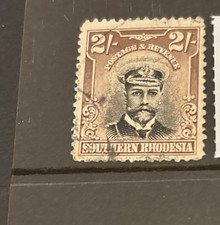 2/- 2/-
POSTAGE & REVENUE
SOUTHERN RHODESIA